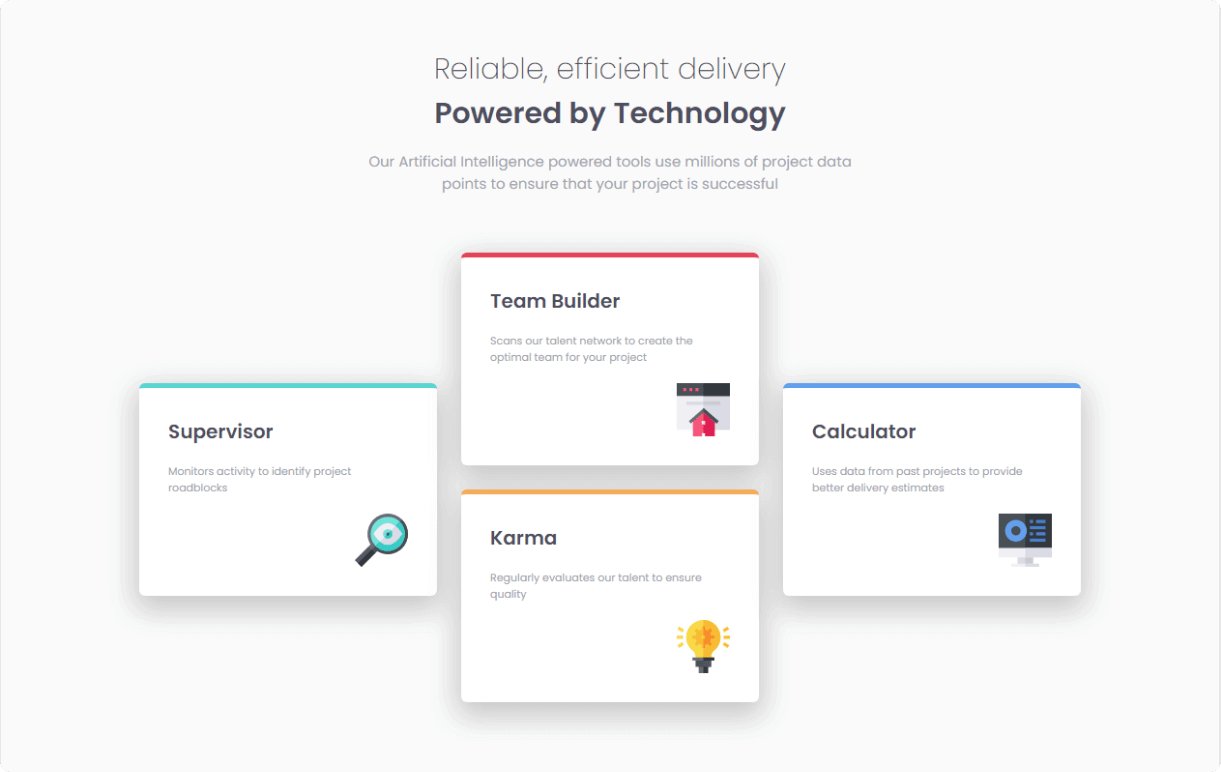 Reliable, efficient delivery
Powered by Technology
Our Artificial Intelligence powered tools use millions of project data
points to ensure that your project is successful
Team Builder
Scans our talent network to create the
optimal team for your project
Supervisor
Monitors activity to identify project
roadblocks
Calculator
Uses data from past projects to provide
better delivery estimates
Karma
Regularly evaluates our talent to ensure
quality